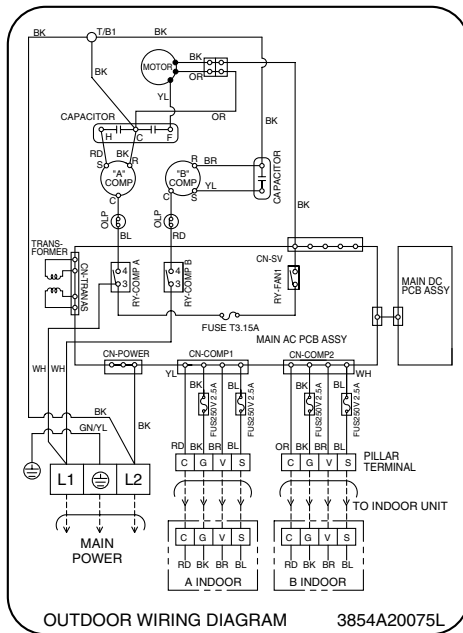 BK T/B1 BK
BK
MOTOR
BK
OR
YL
OR
CAPACITOR
H C F
RD BK
S R
"A"
COMP
C
R BR
"B"
COMP
YL
C S
BK
CAPACITOR
BK
OLP
BL
OLP
RD
TRANS-
FORMER
CN-TRANAS
4
3
RY-COMP A
4
3
RY-COMP B
CN-SV
RY-FAN1
FUSE T3.15A
MAIN AC PCB ASSY
MAIN DC
PCB ASSY
WH WH
CN-POWER
CN-COMP1
CN-COMP2
YL
WH
BK
FUS250V 2.5A
BL
FUS250V 2.5A
BK
FUS250V 2.5A
BL
FUS250V 2.5A
BK
GN/YL
BK
RD BK BR BL
OR BK BR BL
C G V S
C G V S
PILLAR
TERMINAL
L1 L2
TO INDOOR UNIT
MAIN
POWER
C G V S
C G V S
RD BK BR BL
RD BK BR BL
A INDOOR
B INDOOR
OUTDOOR WIRING DIAGRAM 3854A20075L